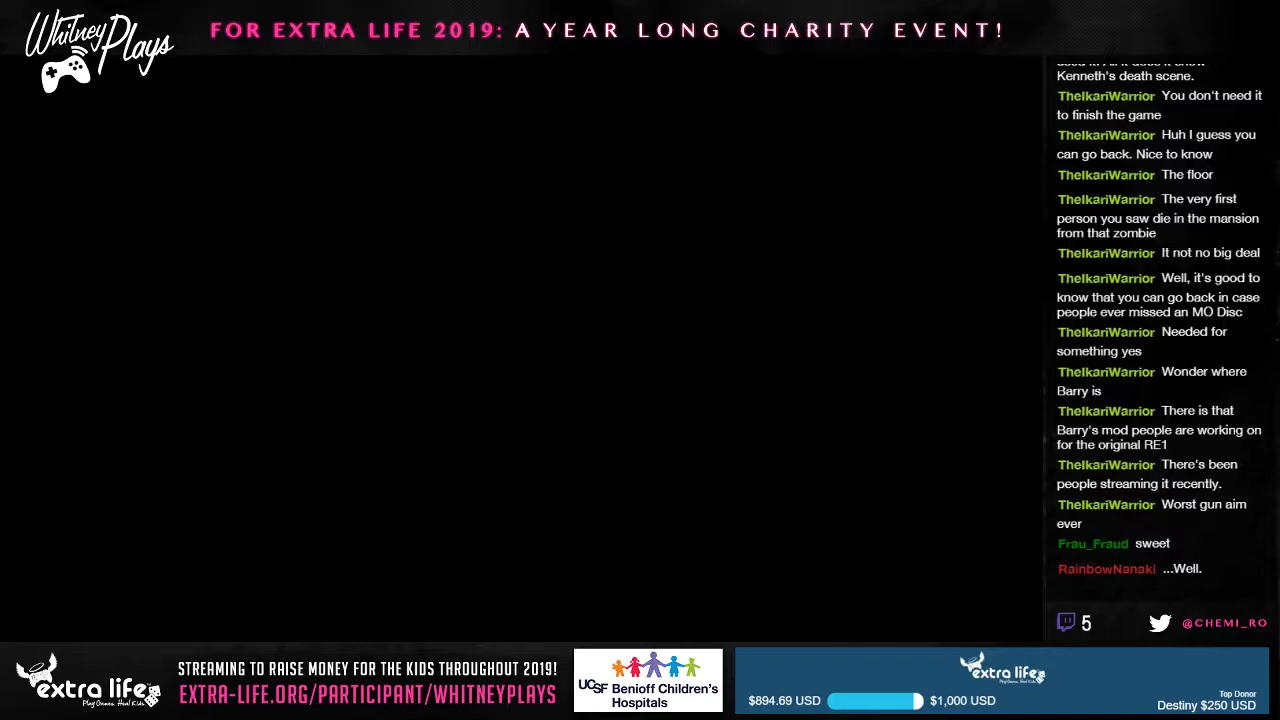 Whitney Plays
FOR EXTRA LIFE 2019: A YEAR LONG CHARITY EVENT!
Kenneth's death scene.
TheIkariWarrior You don't need it
to finish the game
TheIkariWarrior Huh I guess you
can go back. Nice to know
TheIkariWarrior The floor
TheIkariWarrior The very first
person you saw die in the mansion
from that zombie
TheIkariWarrior It not no big deal
TheIkariWarrior Well, it's good to
know that you can go back in case
people ever missed an MO Disc
TheIkariWarrior Needed for
something yes
TheIkariWarrior Wonder where
Barry is
TheIkariWarrior There is that
Barry's mod people are working on
for the original RE1
TheIkariWarrior There's been
people streaming it recently.
TheIkariWarrior Worst gun aim
ever
Frau_Fraud sweet
RainbowNanaki ...Well.
5 @CHEMI_RO
extra life
Play Games. Heal Kids.
STREAMING TO RAISE MONEY FOR THE KIDS THROUGHOUT 2019!
EXTRA-LIFE.ORG/PARTICIPANT/WHITNEYPLAYS
UCSF Benioff Children's
Hospitals
extra life
$894.69 USD $1,000 USD
Top Donor
Destiny $250 USD